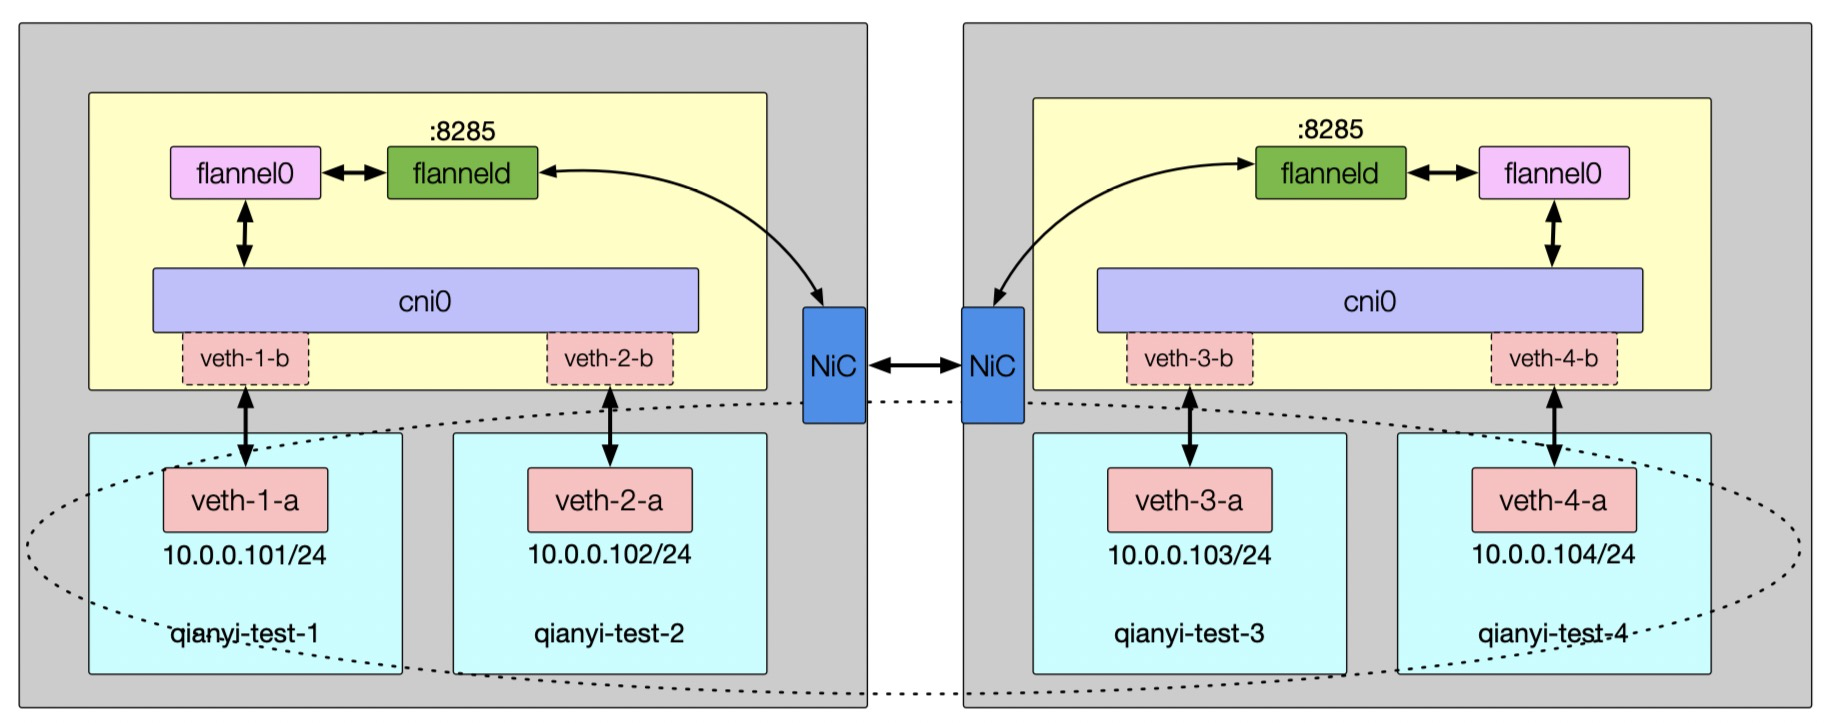 :8285
flannel0
flanneld
cni0
veth-1-b
veth-2-b
NiC
veth-1-a
10.0.0.101/24
qianyi-test-1
veth-2-a
10.0.0.102/24
qianyi-test-2
:8285
flanneld
flannel0
cni0
NiC
veth-3-b
veth-4-b
veth-3-a
10.0.0.103/24
qianyi-test-3
veth-4-a
10.0.0.104/24
qianyi-test-4